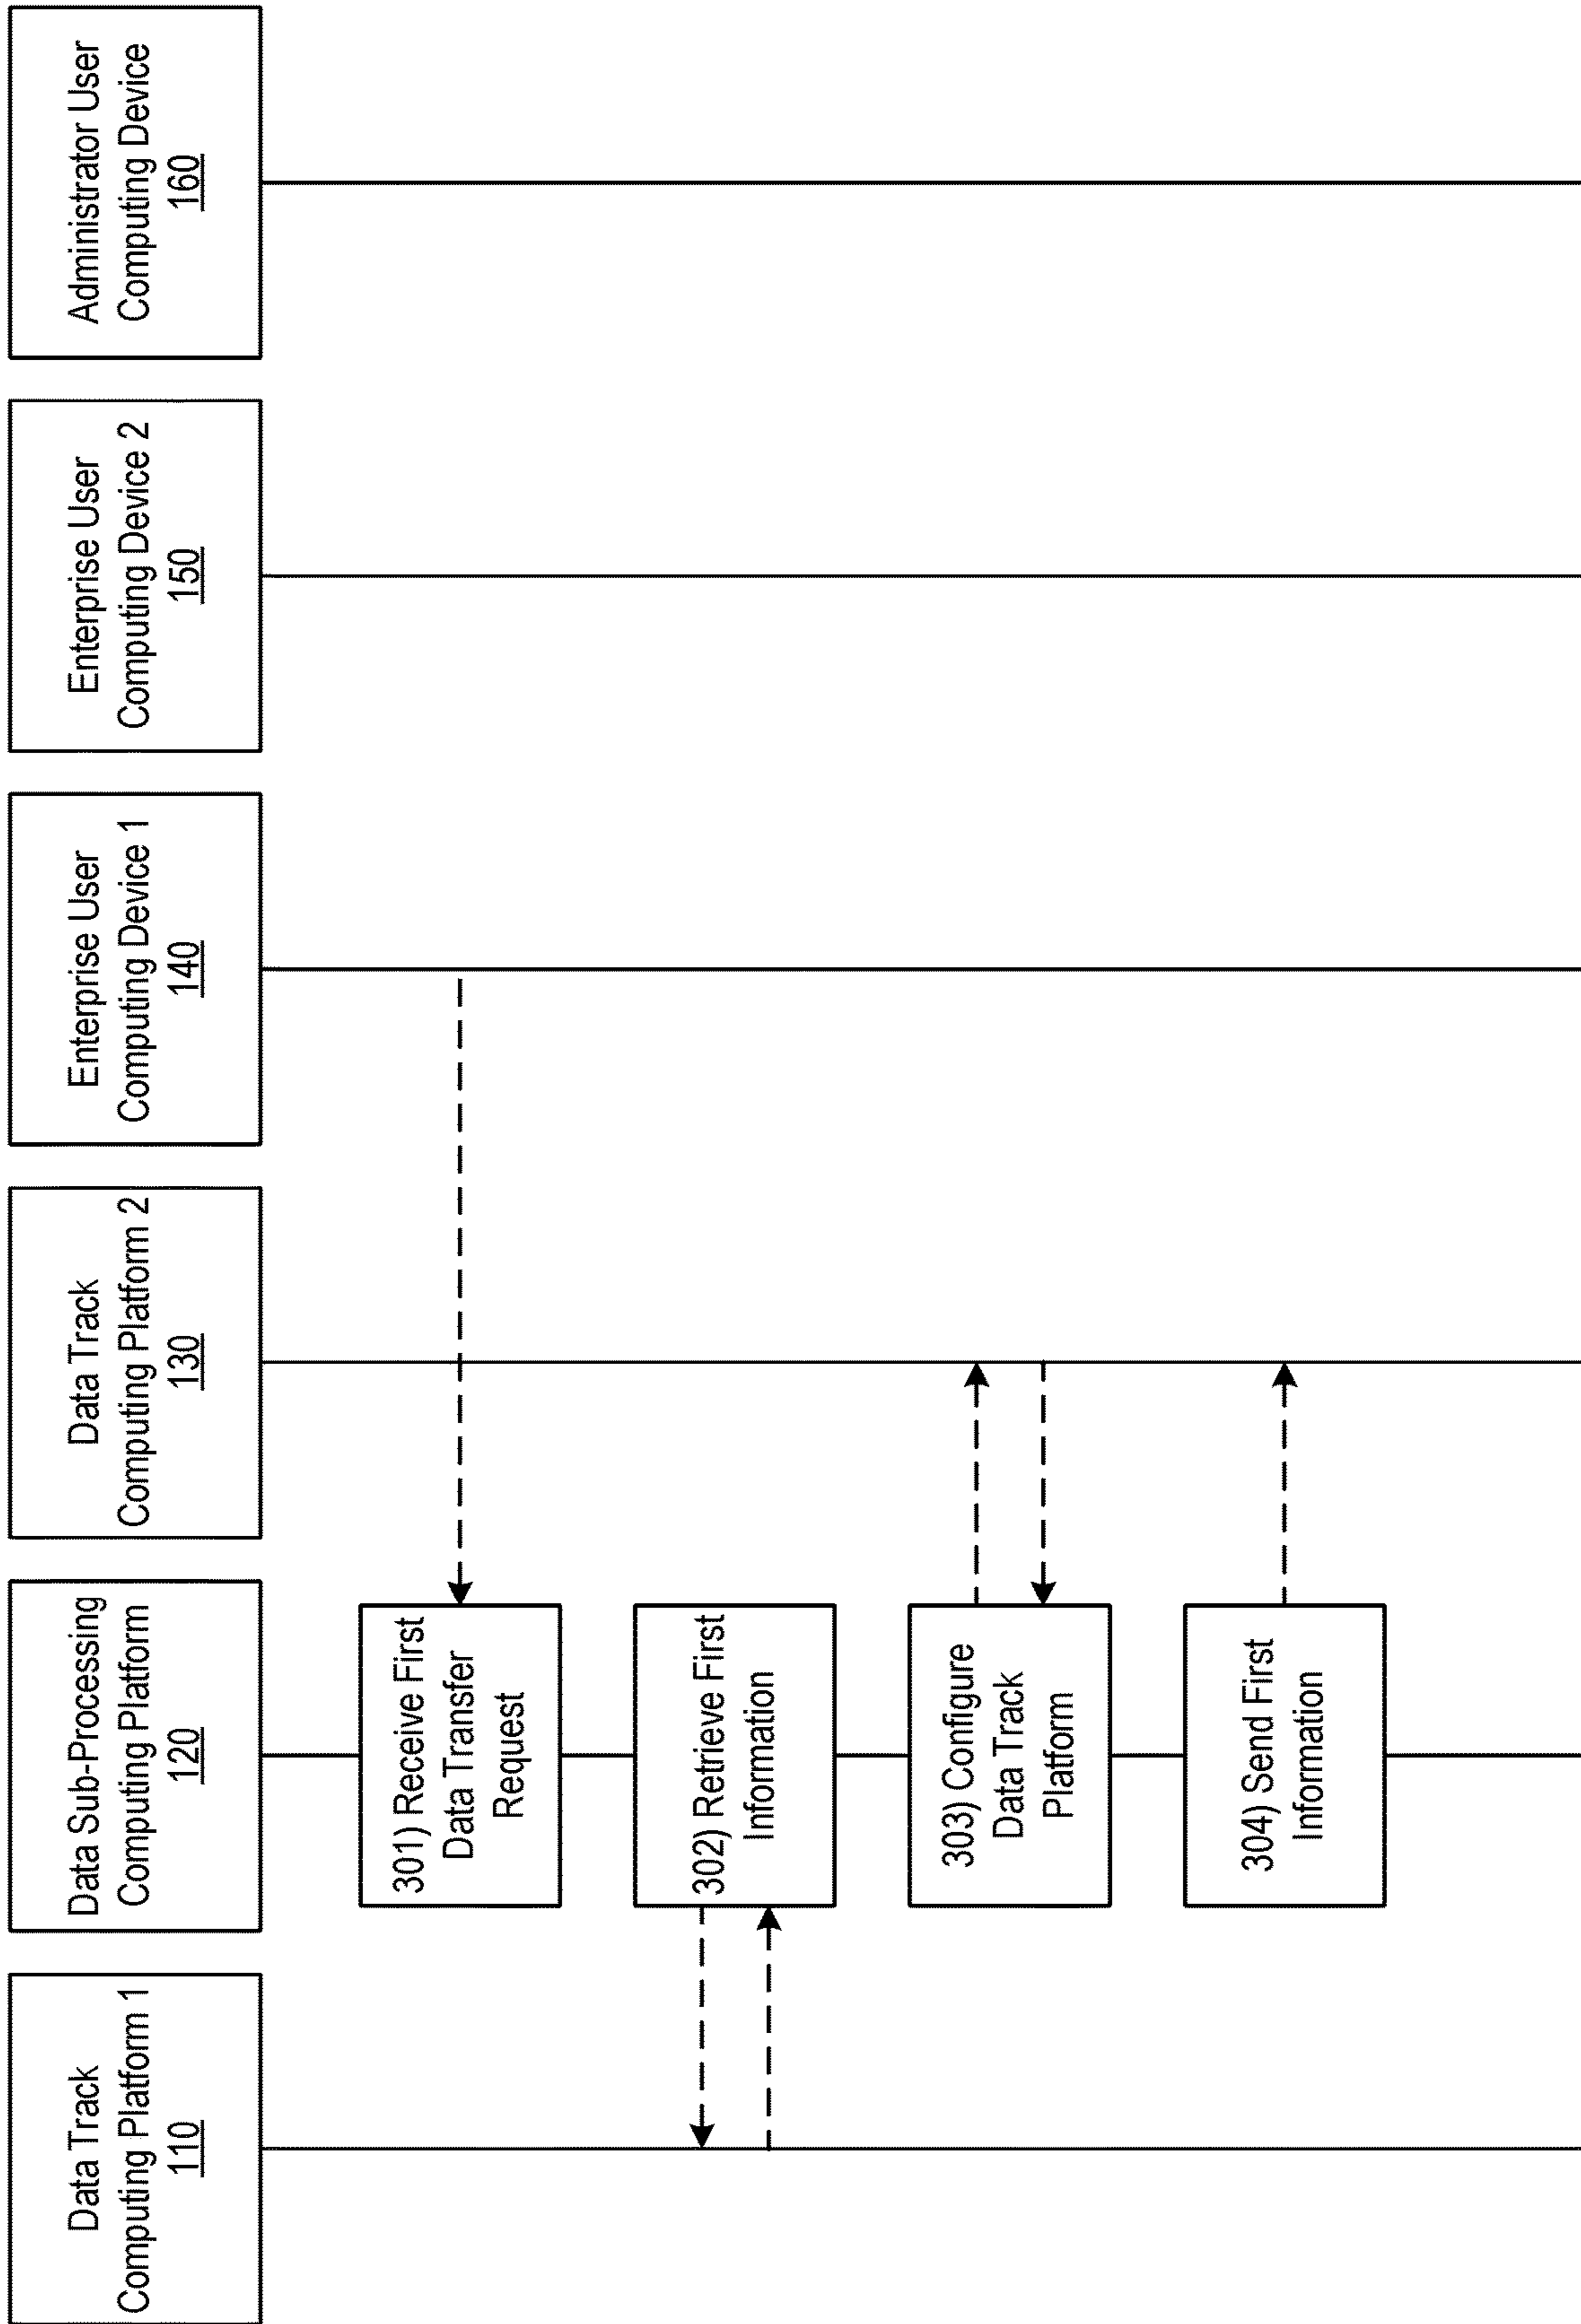 Data Track
Computing Platform 1
110
Data Sub-Processing
Computing Platform
120
Data Track
Computing Platform 2
130
Enterprise User
Computing Device 1
140
Enterprise User
Computing Device 2
150
Administrator User
Computing Device
160
301) Receive First
Data Transfer
Request
302) Retrieve First
Information
303) Configure
Data Track
Platform
304) Send First
Information